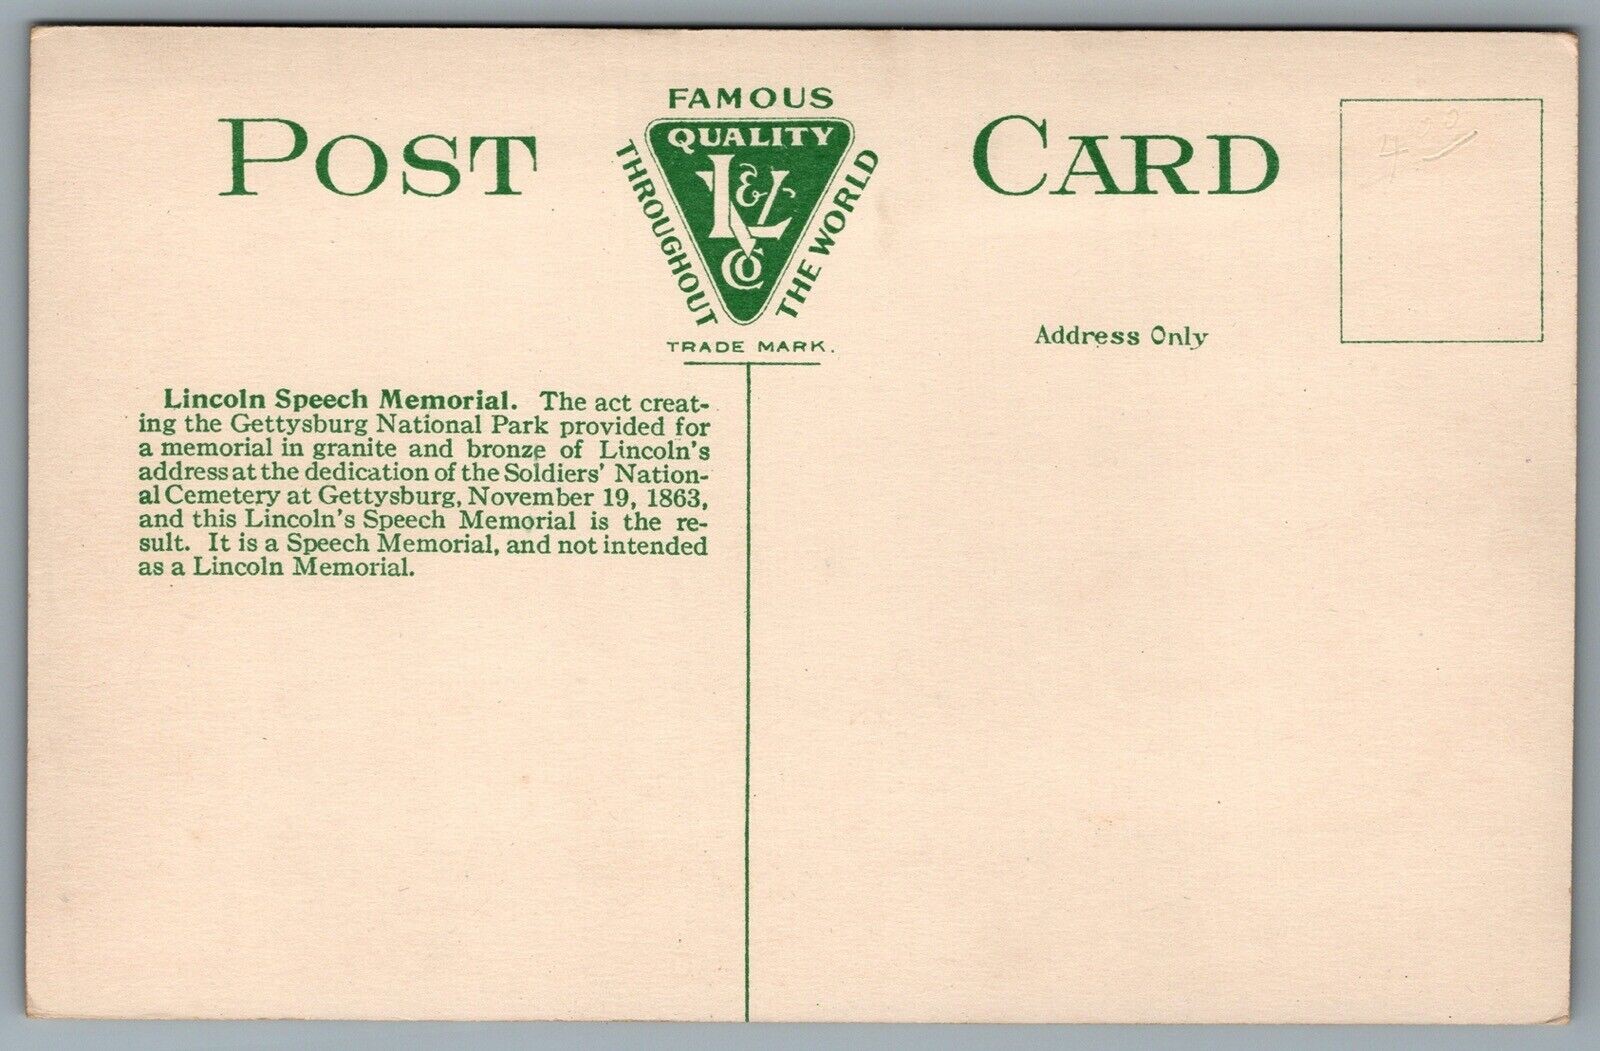 POST CARD
FAMOUS
QUALITY
THROUGHOUT
THE WORLD
K & L
CO
TRADE MARK.
Address Only
Lincoln Speech Memorial. The act creat-
ing the Gettysburg National Park provided for
a memorial in granite and bronze of Lincoln's
address at the dedication of the Soldiers' Nation-
al Cemetery at Gettysburg, November 19, 1863,
and this Lincoln's Speech Memorial is the re-
sult. It is a Speech Memorial, and not intended
as a Lincoln Memorial.